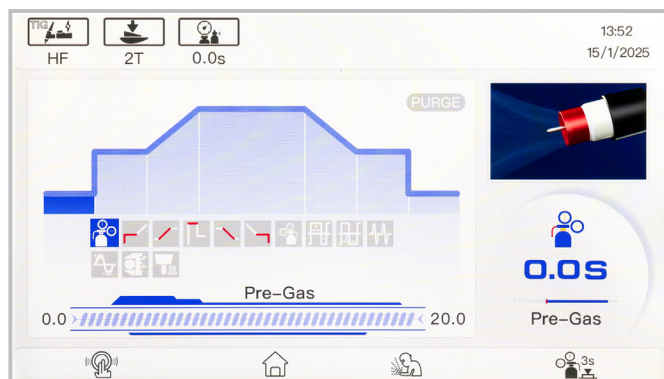 TIG
HF
2T
0.0s
13:52
15/1/2025
PURGE
0.0s
Pre-Gas
Pre-Gas
0.0
20.0
3s